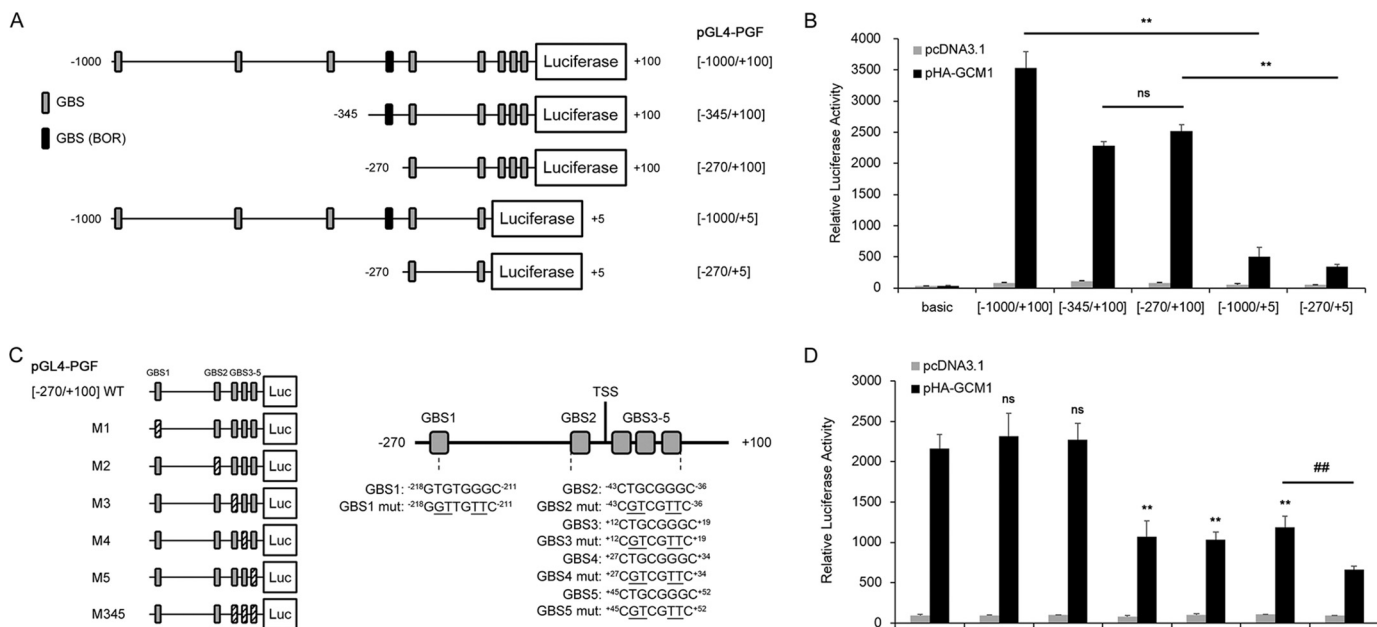 A
pGL4-PGF
-1000
Luciferase
+100
[-1000/+100]
GBS
GBS (BOR)
-345
Luciferase
+100
[-345/+100]
-270
Luciferase
+100
[-270/+100]
-1000
Luciferase
+5
[-1000/+5]
-270
Luciferase
+5
[-270/+5]
B
pcDNA3.1
pHA-GCM1
**
**
ns
Relative Luciferase Activity
4000
3500
3000
2500
2000
1500
1000
500
0
basic
[-1000/+100]
[-345/+100]
[-270/+100]
[-1000/+5]
[-270/+5]
C
pGL4-PGF
GBS1
GBS2
GBS3-5
[-270/+100] WT
Luc
M1
Luc
M2
Luc
M3
Luc
M4
Luc
M5
Luc
M345
Luc
TSS
GBS1
GBS2
GBS3-5
-270
+100
GBS1: -218GTGTGGGC-211
GBS1 mut: -218GGTTGTTC-211
GBS2: -43CTGCGGGC-36
GBS2 mut: -43CGTCGTTC-36
GBS3: +12CTGCGGGC+19
GBS3 mut: +12CGTCGTTC+19
GBS4: +27CTGCGGGC+34
GBS4 mut: +27CGTCGTTC+34
GBS5: +45CTGCGGGC+52
GBS5 mut: +45CGTCGTTC+52
D
pcDNA3.1
pHA-GCM1
ns
ns
**
**
**
##
Relative Luciferase Activity
3000
2500
2000
1500
1000
500
0